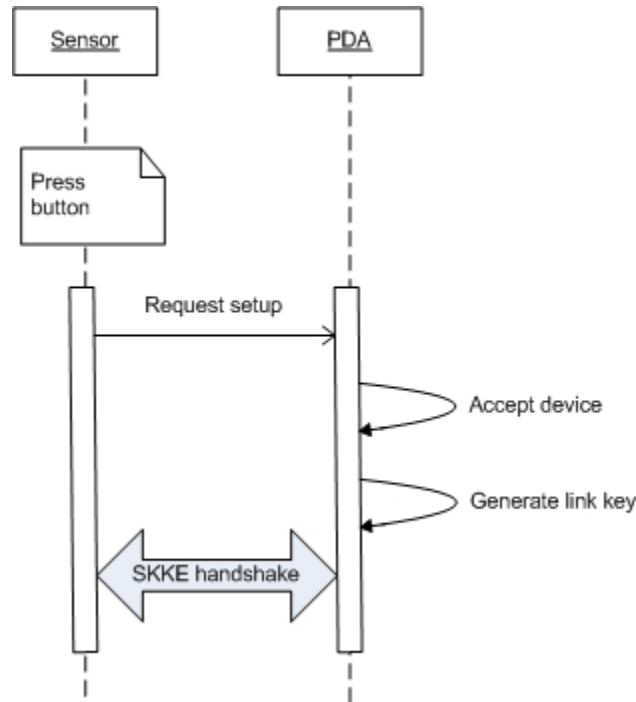 Sensor
PDA
Press
button
Request setup
Accept device
Generate link key
SKKE handshake